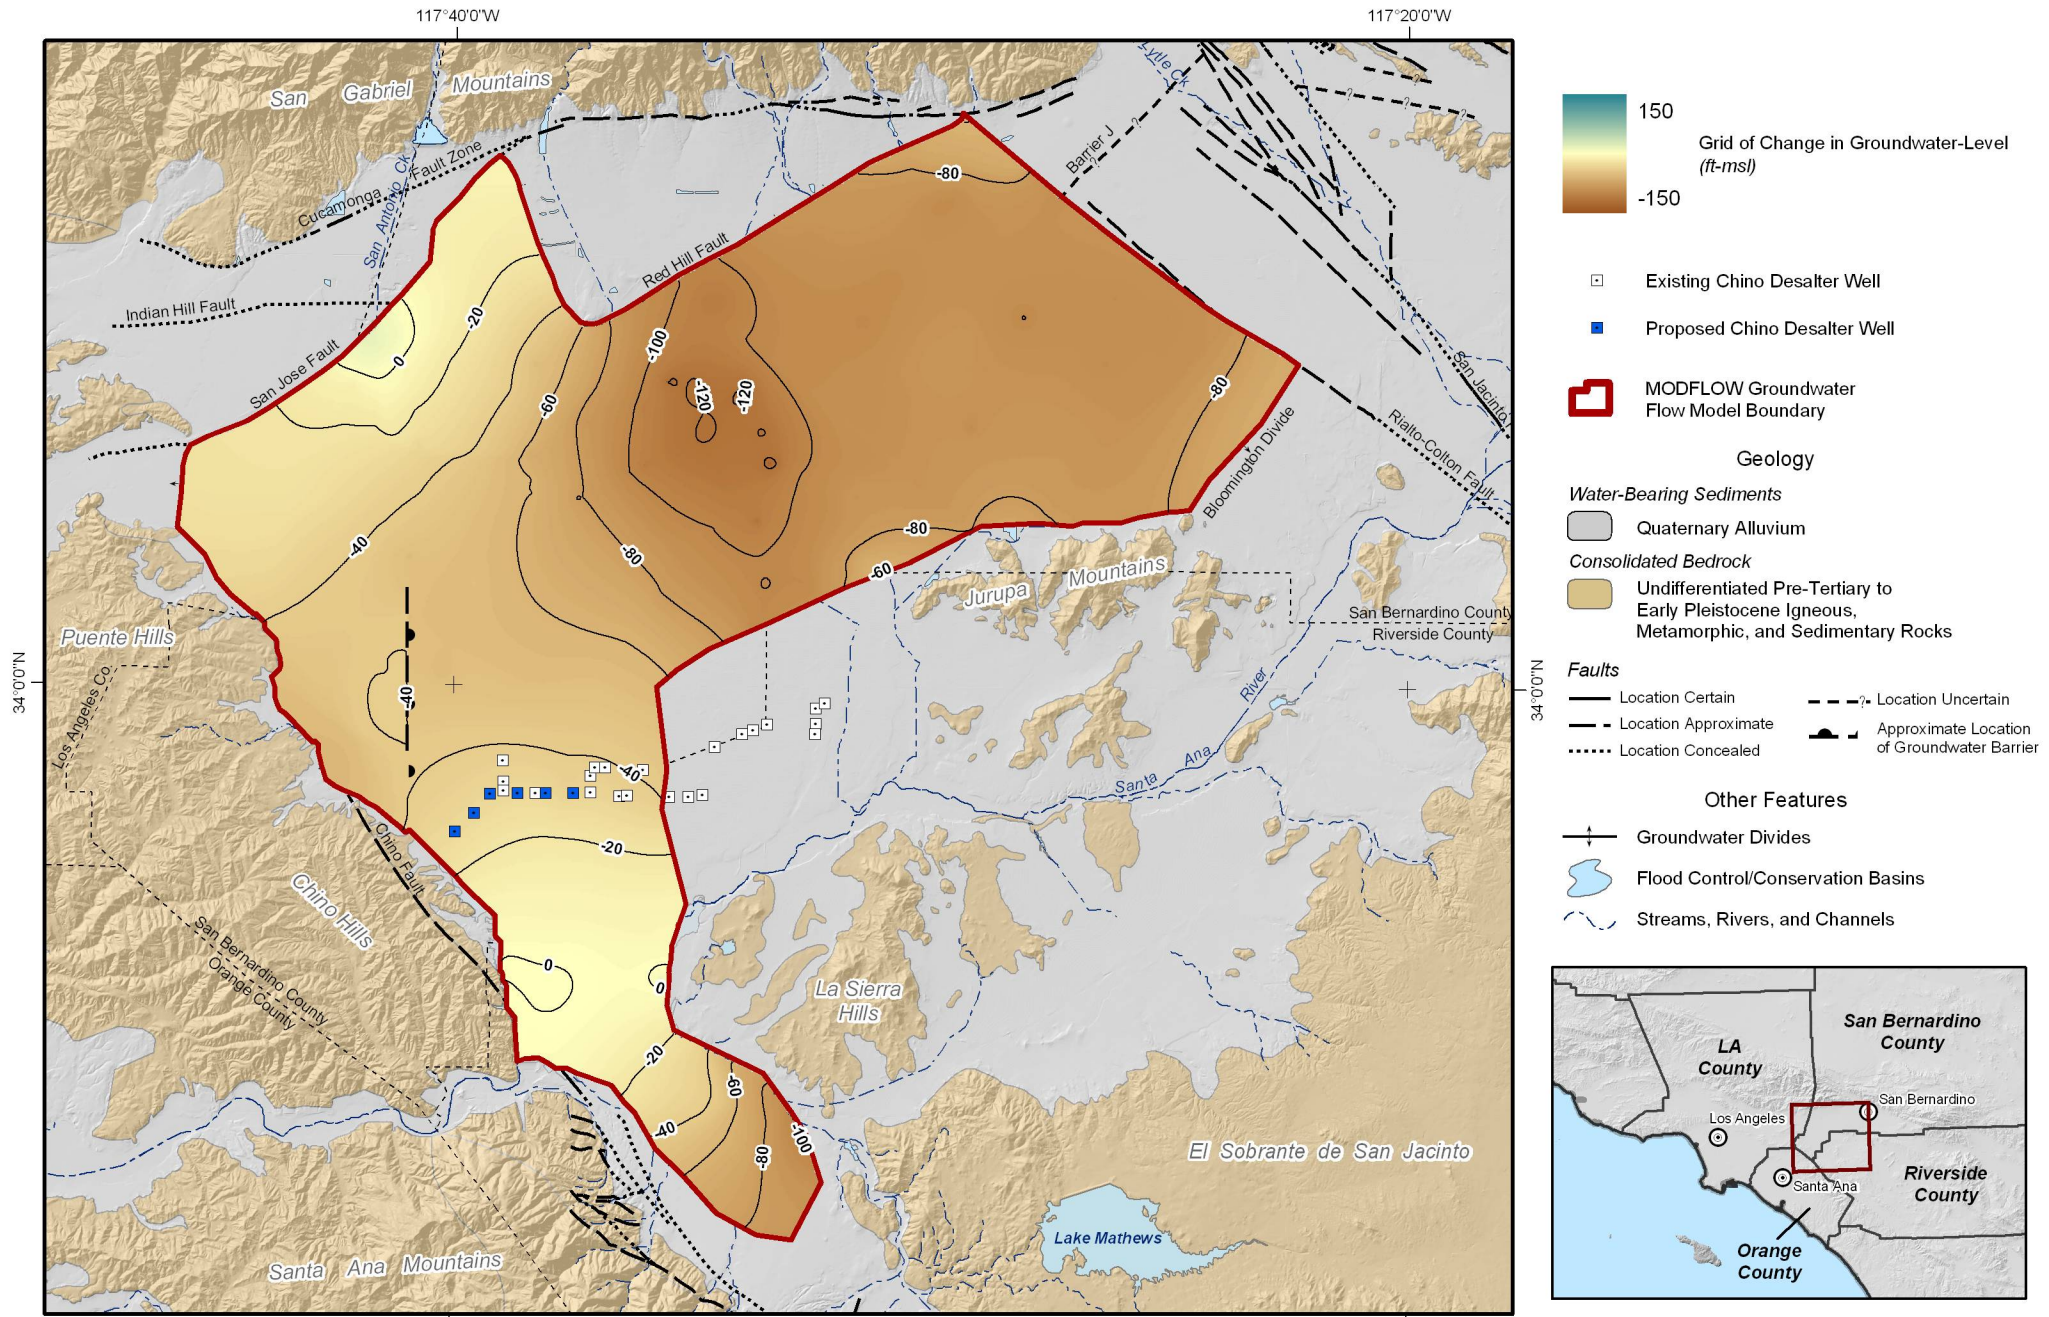 117°40'0"W
117°20'0"W
34°0'0"N
34°0'0"N
San Gabriel Mountains
Lytle Ck
Barrier J
?
?
?
?
?
?
Cucamonga Fault Zone
San Antonio Ck
Indian Hill Fault
San Jose Fault
Red Hill Fault
San Jacinto
Rialto-Colton Fault
Bloomington Divide
-80
-20
0
-100
-60
-120
-120
-80
-40
-80
-80
-60
Jurupa Mountains
San Bernardino County
Riverside County
Puente Hills
Los Angeles Co.
-40
-40
-20
River
Ana
Santa
Chino Fault
Chino Hills
San Bernardino County
Orange County
0
0
La Sierra
Hills
-20
-60
-40
-80
-100
El Sobrante de San Jacinto
Lake Mathews
Santa Ana Mountains
150
-150
Grid of Change in Groundwater-Level
(ft-msl)
Existing Chino Desalter Well
Proposed Chino Desalter Well
MODFLOW Groundwater
Flow Model Boundary
Geology
Water-Bearing Sediments
Quaternary Alluvium
Consolidated Bedrock
Undifferentiated Pre-Tertiary to
Early Pleistocene Igneous,
Metamorphic, and Sedimentary Rocks
Faults
Location Certain
Location Approximate
Location Concealed
?
Location Uncertain
Approximate Location
of Groundwater Barrier
Other Features
Groundwater Divides
Flood Control/Conservation Basins
Streams, Rivers, and Channels
San Bernardino
County
LA
County
San Bernardino
Los Angeles
Santa Ana
Riverside
County
Orange
County